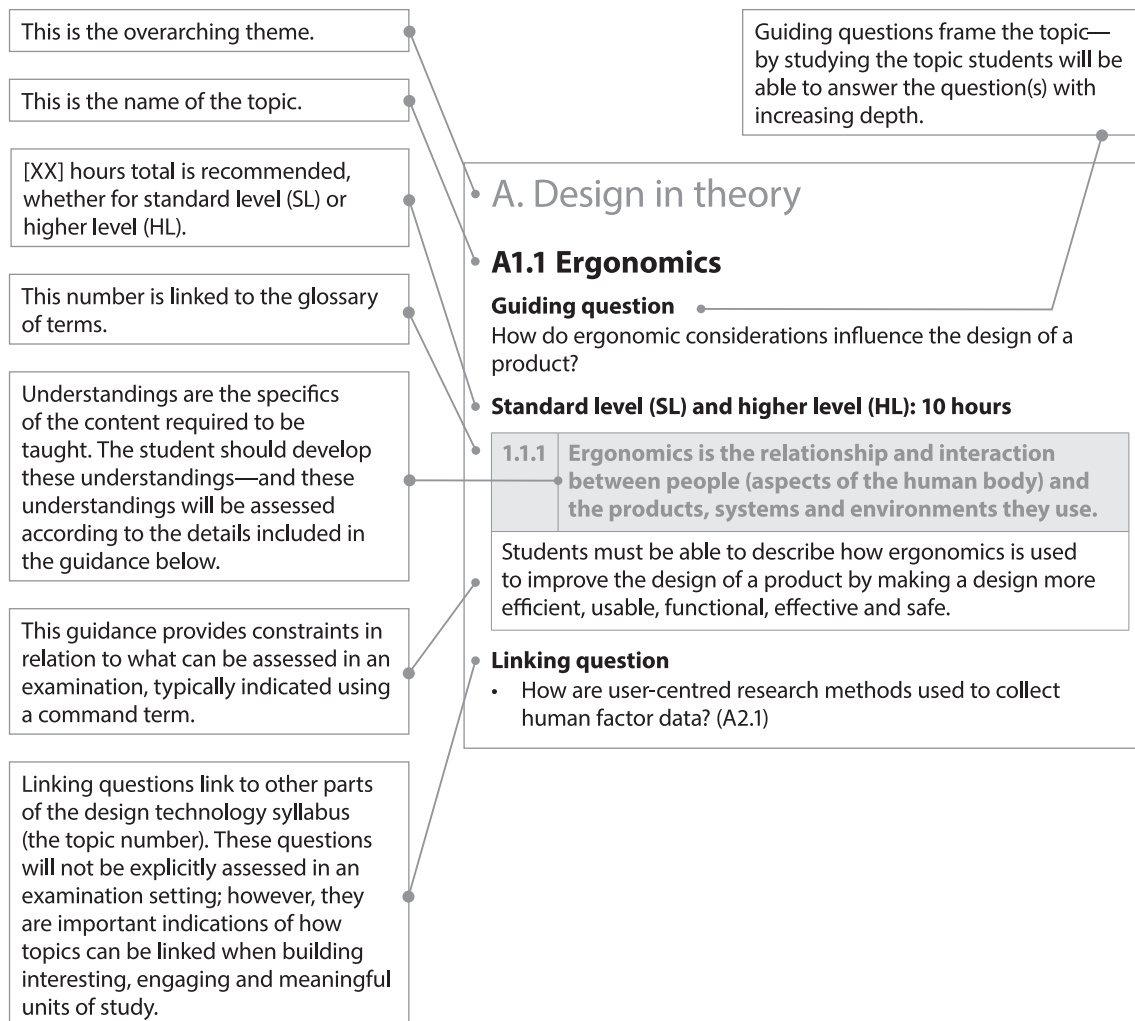 This is the overarching theme.
This is the name of the topic.
[XX] hours total is recommended,
whether for standard level (SL) or
higher level (HL).
This number is linked to the glossary
of terms.
Understandings are the specifics
of the content required to be
taught. The student should develop
these understandings—and these
understandings will be assessed
according to the details included in
the guidance below.
This guidance provides constraints in
relation to what can be assessed in an
examination, typically indicated using
a command term.
Linking questions link to other parts
of the design technology syllabus
(the topic number). These questions
will not be explicitly assessed in an
examination setting; however, they
are important indications of how
topics can be linked when building
interesting, engaging and meaningful
units of study.
Guiding questions frame the topic—
by studying the topic students will be
able to answer the question(s) with
increasing depth.
A. Design in theory
A1.1 Ergonomics
Guiding question
How do ergonomic considerations influence the design of a
product?
Standard level (SL) and higher level (HL): 10 hours
1.1.1 Ergonomics is the relationship and interaction
between people (aspects of the human body) and
the products, systems and environments they use.
Students must be able to describe how ergonomics is used
to improve the design of a product by making a design more
efficient, usable, functional, effective and safe.
Linking question
• How are user-centred research methods used to collect
human factor data? (A2.1)